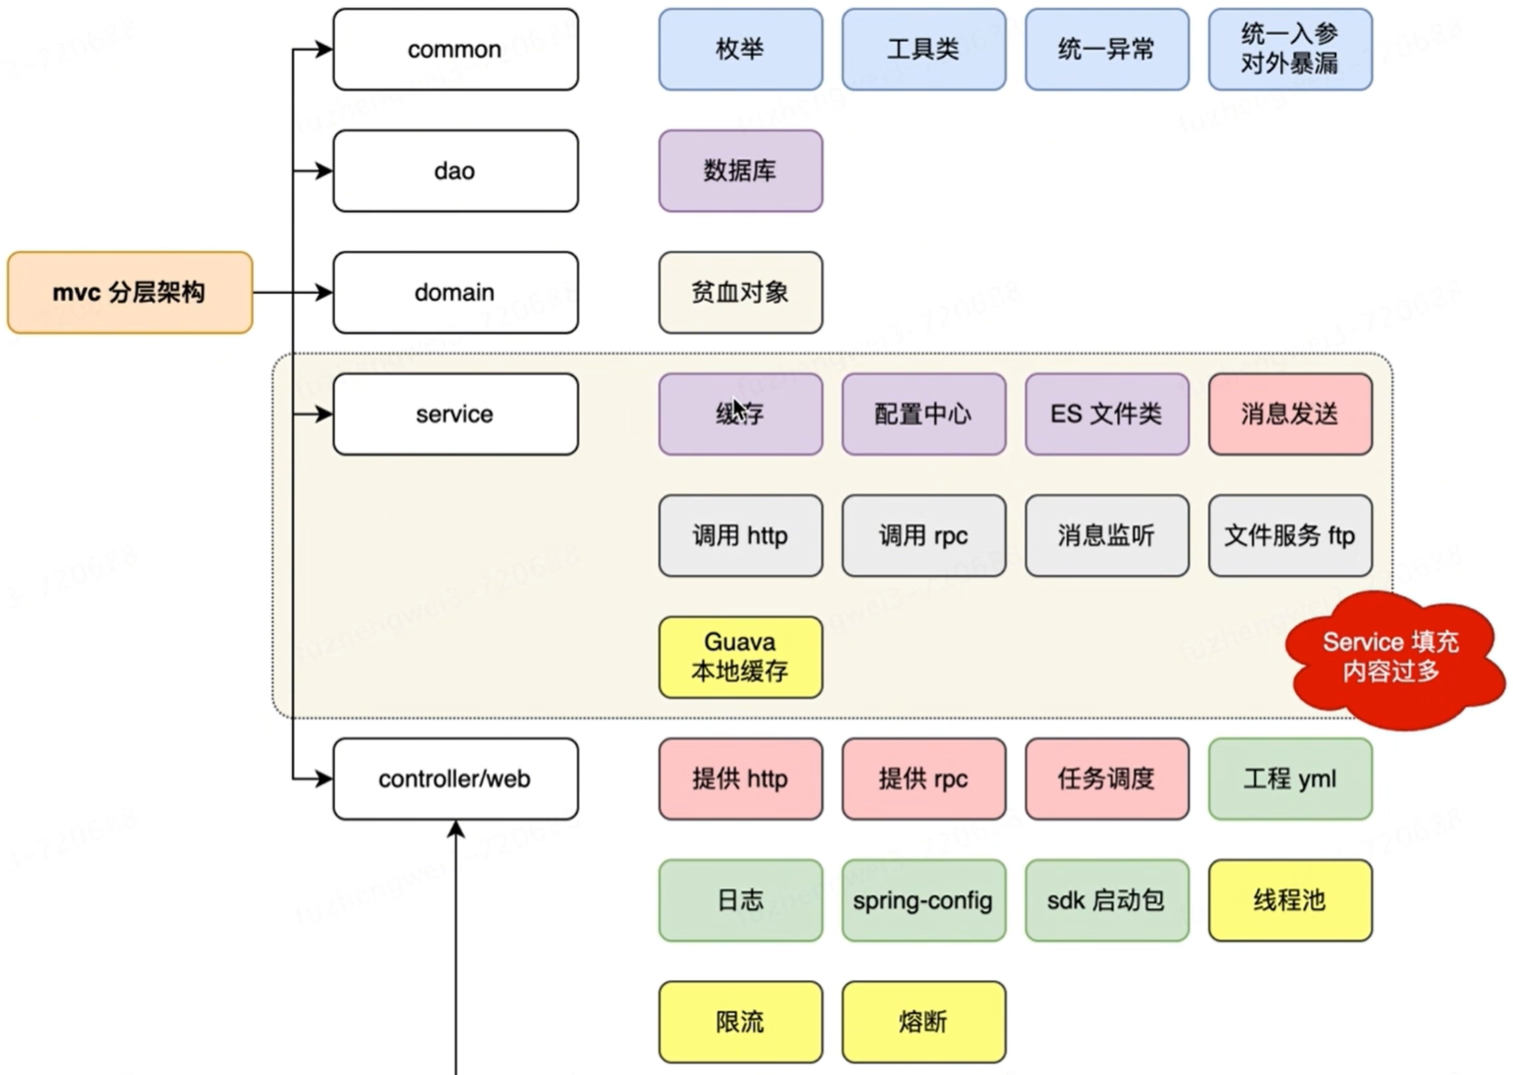 common
枚举
工具类
统一异常
统一入参
对外暴漏
dao
数据库
mvc 分层架构
domain
贫血对象
service
缓存
配置中心
ES 文件类
消息发送
调用 http
调用 rpc
消息监听
文件服务 ftp
Guava
本地缓存
Service 填充
内容过多
controller/web
提供 http
提供 rpc
任务调度
工程 yml
日志
spring-config
sdk 启动包
线程池
限流
熔断